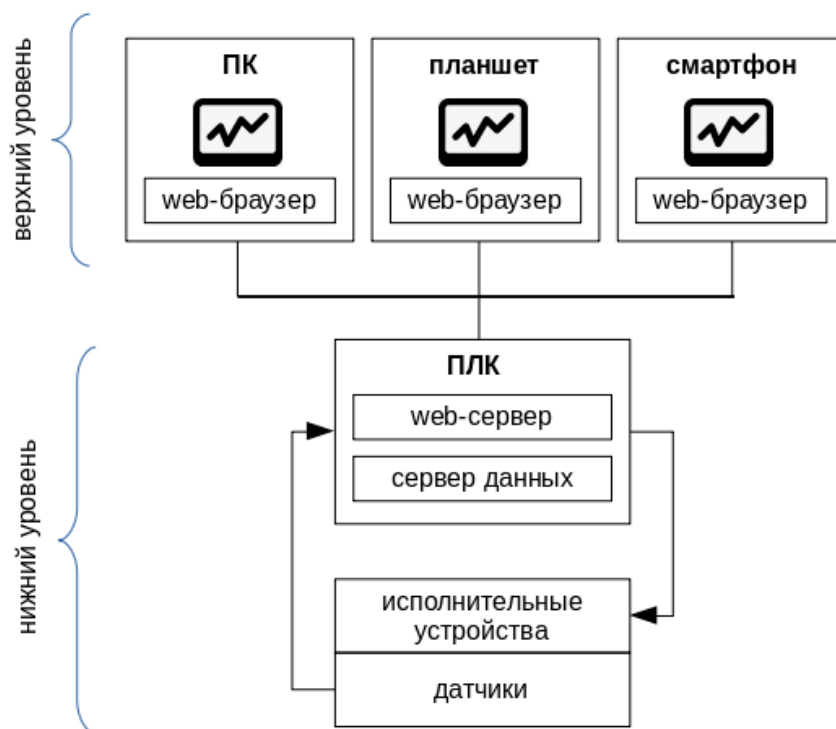 верхний уровень
ПК
планшет
смартфон
web-браузер
web-браузер
web-браузер
нижний уровень
ПЛК
web-сервер
сервер данных
исполнительные
устройства
датчики